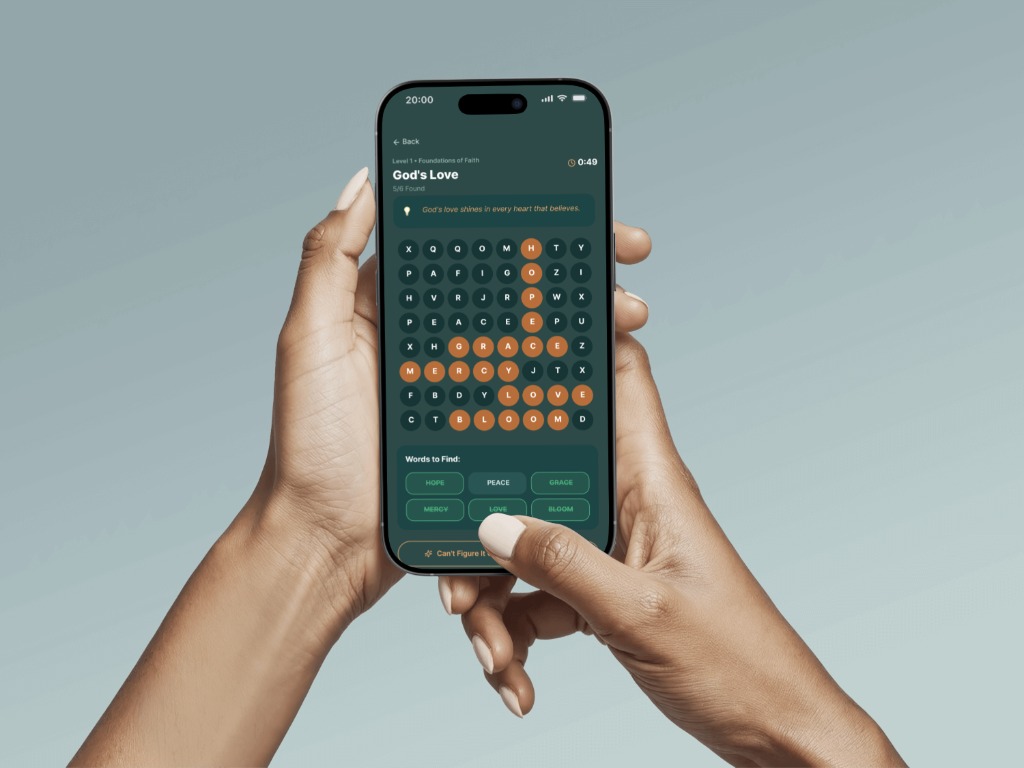 20:00
← Back
Level 1 • Foundations of Faith
0:49
God's Love
5/6 Found
God's love shines in every heart that believes.
X Q Q O M H T Y
P A F I G O Z I
H V R J R P W X
P E A C E E P U
X H G R A C E Z
M E R C Y J T X
F B D Y L O V E
C T B L O O M D
Words to Find:
HOPE PEACE GRACE
MERCY LOVE BLOOM
Can't Figure It